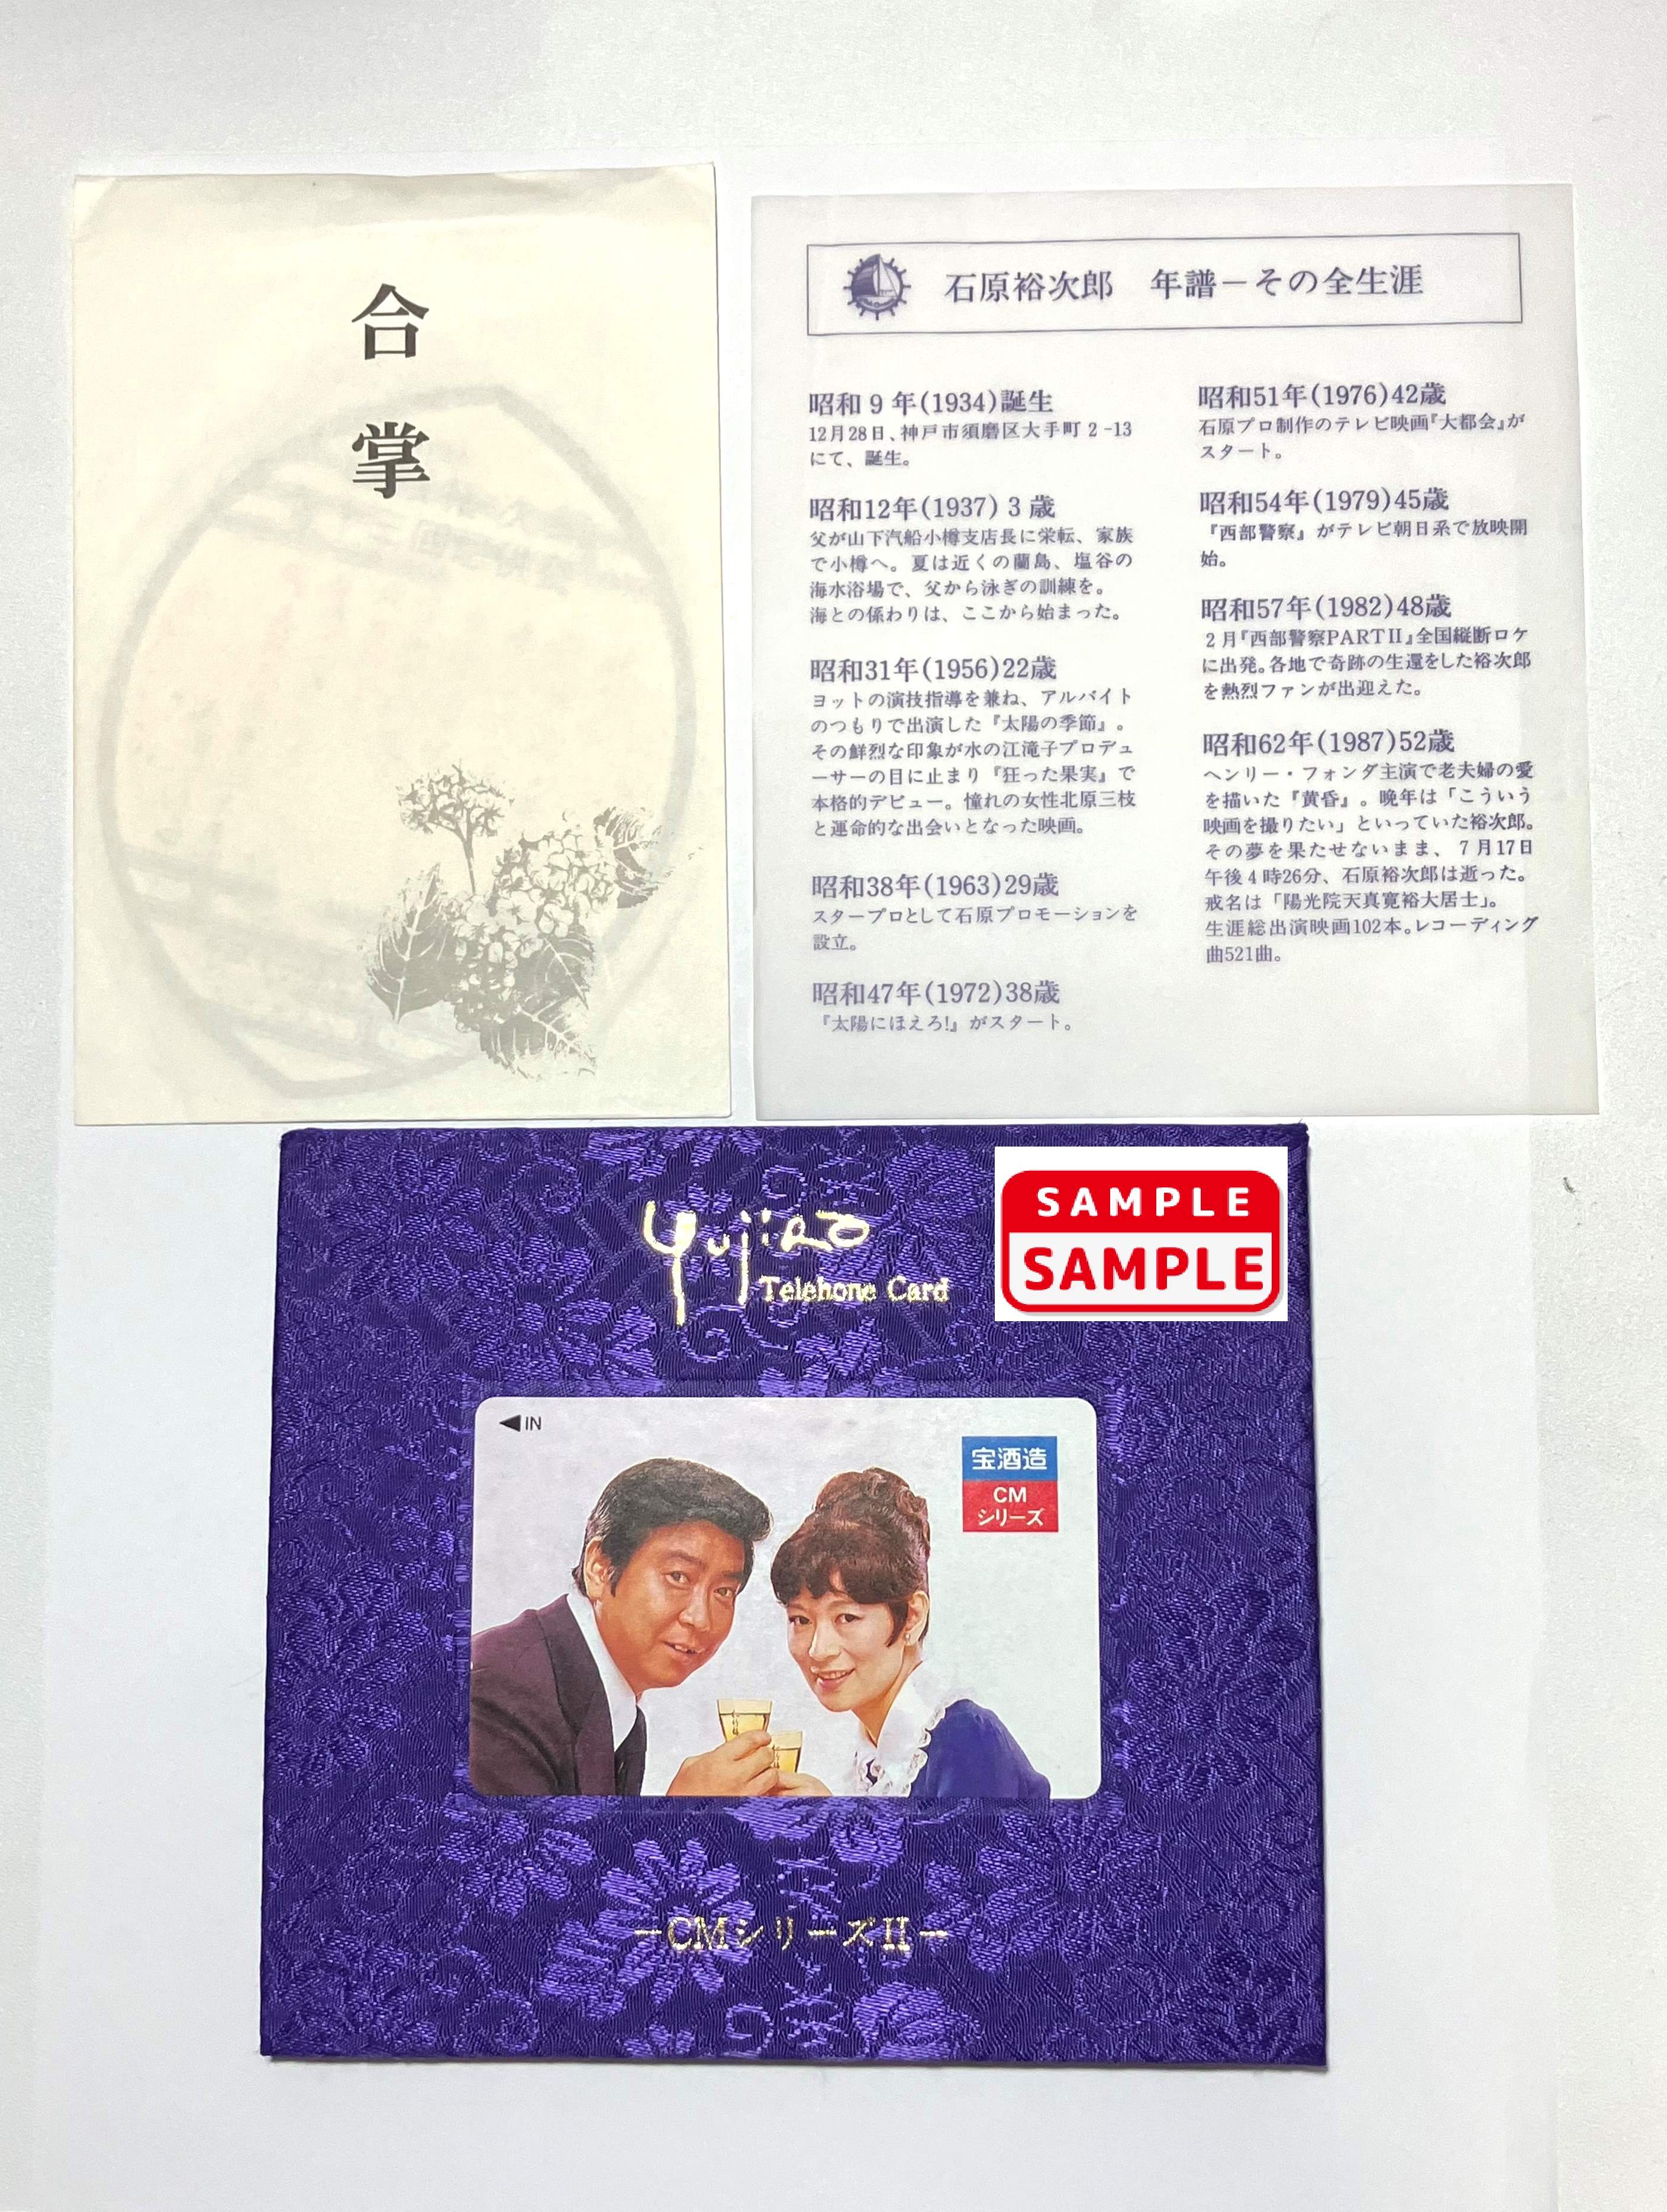 合
掌
石原裕次郎 年譜－その全生涯
昭和9年(1934)誕生
12月28日、神戸市須磨区大手町2-13
にて、誕生。
昭和12年(1937)3歳
父が山下汽船小樽支店長に栄転、家族
で小樽へ。夏は近くの蘭島、塩谷の
海水浴場で、父から泳ぎの訓練を。
海との係わりは、ここから始まった。
昭和31年(1956)22歳
ヨットの演技指導を兼ね、アルバイト
のつもりで出演した『太陽の季節』。
その鮮烈な印象が水の江滝子プロデュ
ーサーの目に止まり『狂った果実』で
本格的デビュー。憧れの女性北原三枝
と運命的な出会いとなった映画。
昭和38年(1963)29歳
スタープロとして石原プロモーションを
設立。
昭和47年(1972)38歳
『太陽にほえろ!』がスタート。
昭和51年(1976)42歳
石原プロ制作のテレビ映画『大都会』が
スタート。
昭和54年(1979)45歳
『西部警察』がテレビ朝日系で放映開
始。
昭和57年(1982)48歳
2月『西部警察PARTII』全国縦断ロケ
に出発。各地で奇跡の生還をした裕次郎
を熱烈ファンが出迎えた。
昭和62年(1987)52歳
ヘンリー・フォンダ主演で老夫婦の愛
を描いた『黄昏』。晩年は「こういう
映画を撮りたい」といっていた裕次郎。
その夢を果たせないまま、7月17日
午後4時26分、石原裕次郎は逝った。
戒名は「陽光院天真寛裕大居士」。
生涯総出演映画102本。レコーディング
曲521曲。
Yujiro
Telehone Card
SAMPLE
SAMPLE
IN
宝酒造
CM
シリーズ
－CMシリーズII－